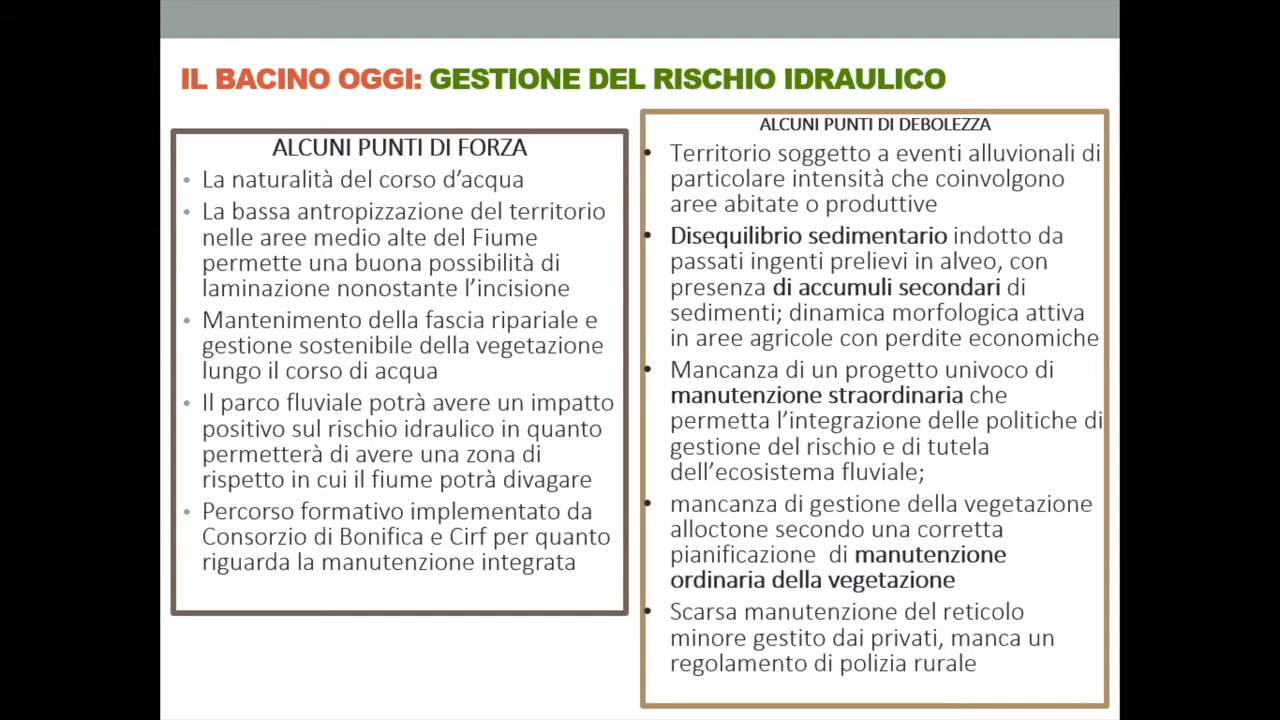 IL BACINO OGGI: GESTIONE DEL RISCHIO IDRAULICO
ALCUNI PUNTI DI FORZA
• La naturalità del corso d’acqua
• La bassa antropizzazione del territorio
nelle aree medio alte del Fiume
permette una buona possibilità di
laminazione nonostante l’incisione
• Mantenimento della fascia ripariale e
gestione sostenibile della vegetazione
lungo il corso di acqua
• Il parco fluviale potrà avere un impatto
positivo sul rischio idraulico in quanto
permetterà di avere una zona di
rispetto in cui il fiume potrà divagare
• Percorso formativo implementato da
Consorzio di Bonifica e Cirf per quanto
riguarda la manutenzione integrata
ALCUNI PUNTI DI DEBOLEZZA
• Territorio soggetto a eventi alluvionali di
particolare intensità che coinvolgono
aree abitate o produttive
• Disequilibrio sedimentario indotto da
passati ingenti prelievi in alveo, con
presenza di accumuli secondari di
sedimenti; dinamica morfologica attiva
in aree agricole con perdite economiche
• Mancanza di un progetto univoco di
manutenzione straordinaria che
permetta l’integrazione delle politiche di
gestione del rischio e di tutela
dell’ecosistema fluviale;
• mancanza di gestione della vegetazione
alloctone secondo una corretta
pianificazione di manutenzione
ordinaria della vegetazione
• Scarsa manutenzione del reticolo
minore gestito dai privati, manca un
regolamento di polizia rurale